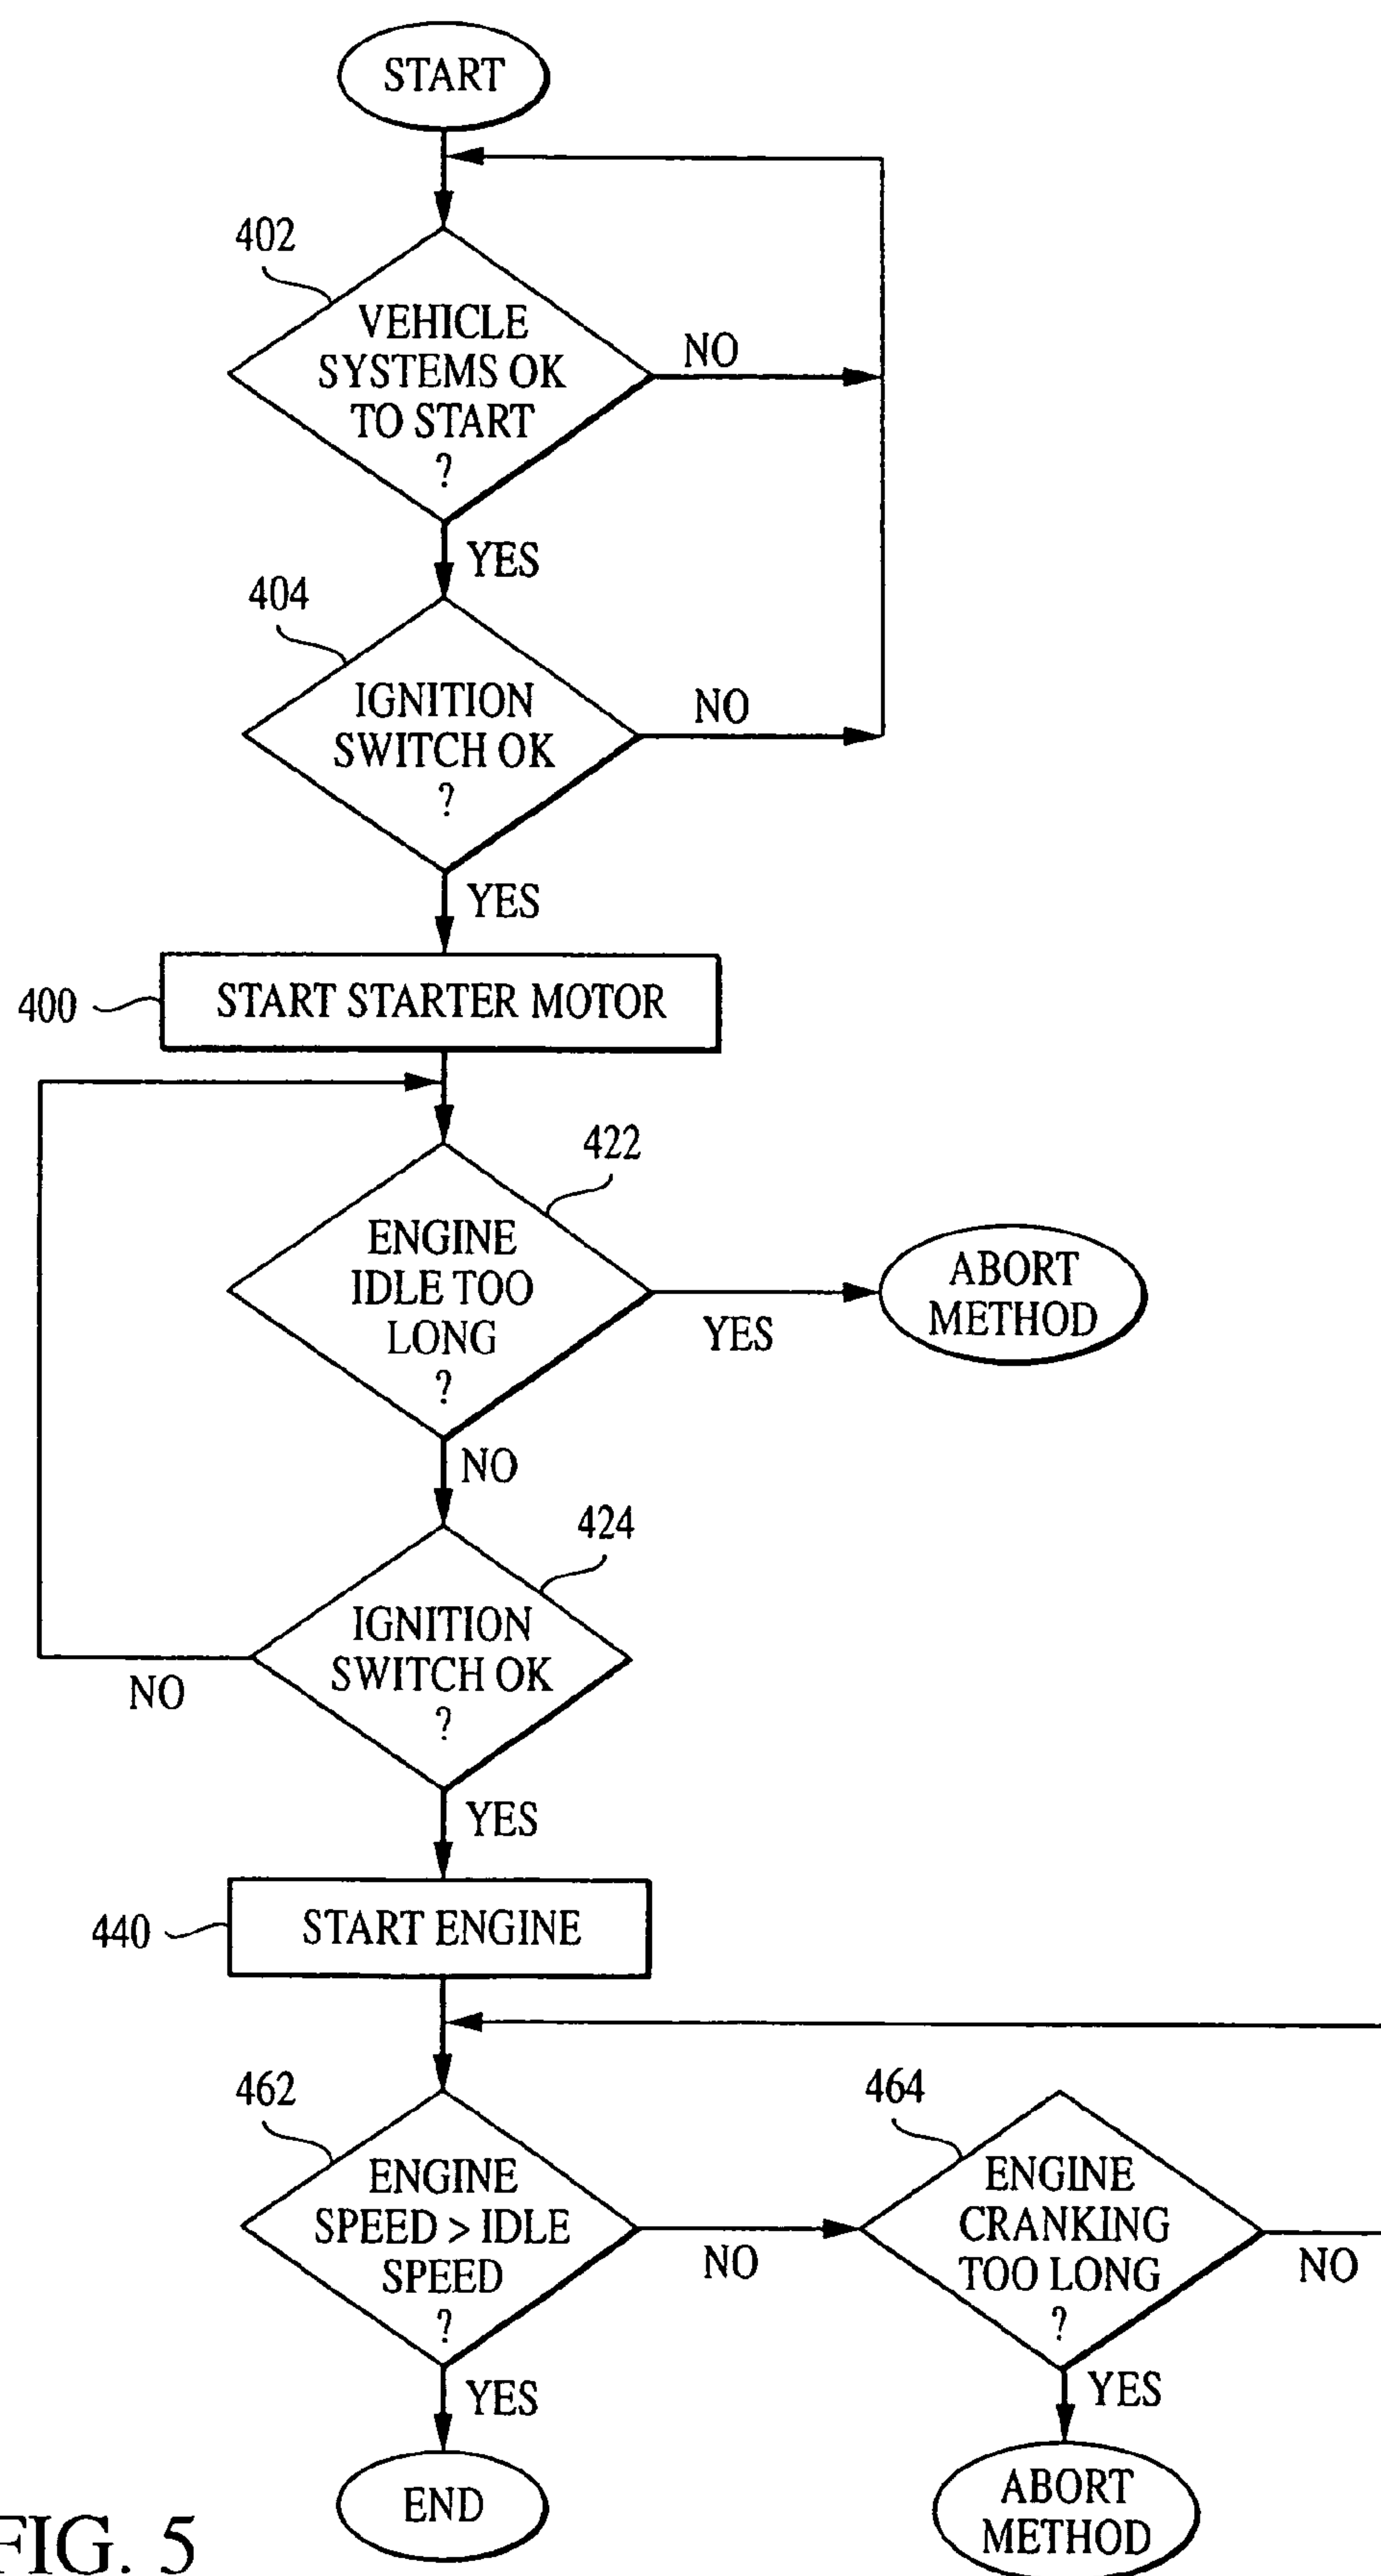 START
402
VEHICLE
SYSTEMS OK
TO START
?
NO
YES
404
IGNITION
SWITCH OK
?
NO
YES
400
START STARTER MOTOR
422
ENGINE
IDLE TOO
LONG
?
YES
ABORT
METHOD
NO
424
IGNITION
SWITCH OK
?
NO
YES
440
START ENGINE
462
ENGINE
SPEED > IDLE
SPEED
?
NO
464
ENGINE
CRANKING
TOO LONG
?
NO
YES
END
YES
ABORT
METHOD
FIG. 5